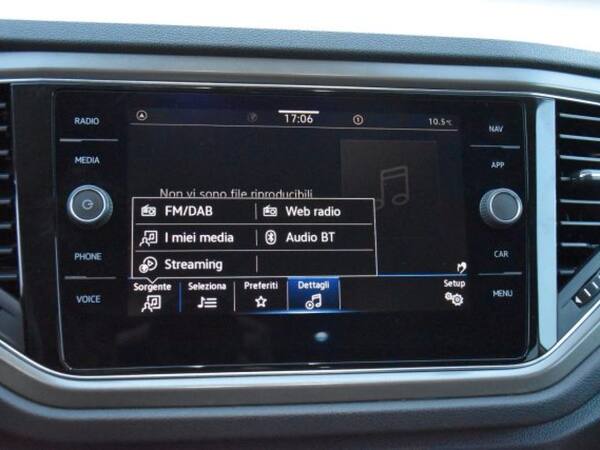 RADIO
MEDIA
PHONE
VOICE
17:06
1
10.5°C
Non vi sono file riproducibili
FM/DAB
Web radio
I miei media
Audio BT
Streaming
Sorgente
Seleziona
Preferiti
Dettagli
Setup
NAV
APP
CAR
MENU